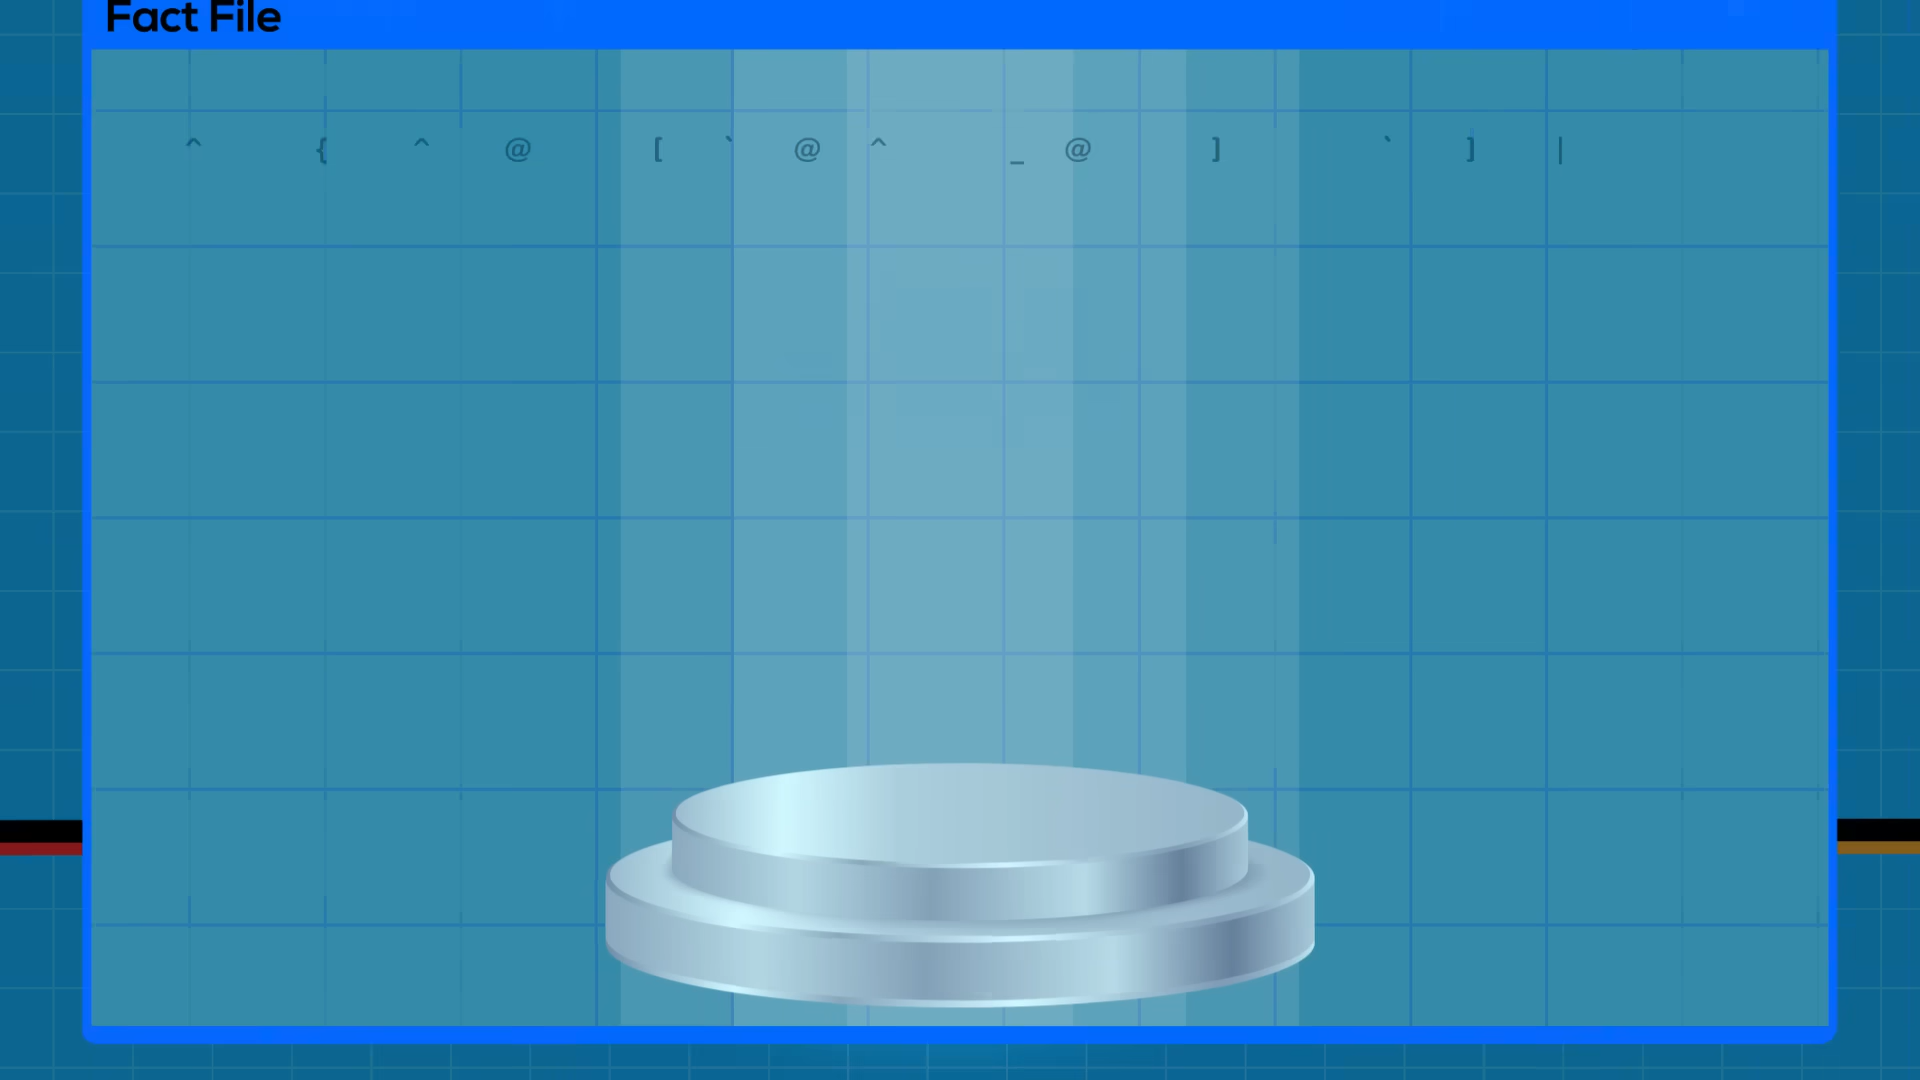 Fact File
^ { ^ @ [ ` @ ^ _ @ ] ` ] |